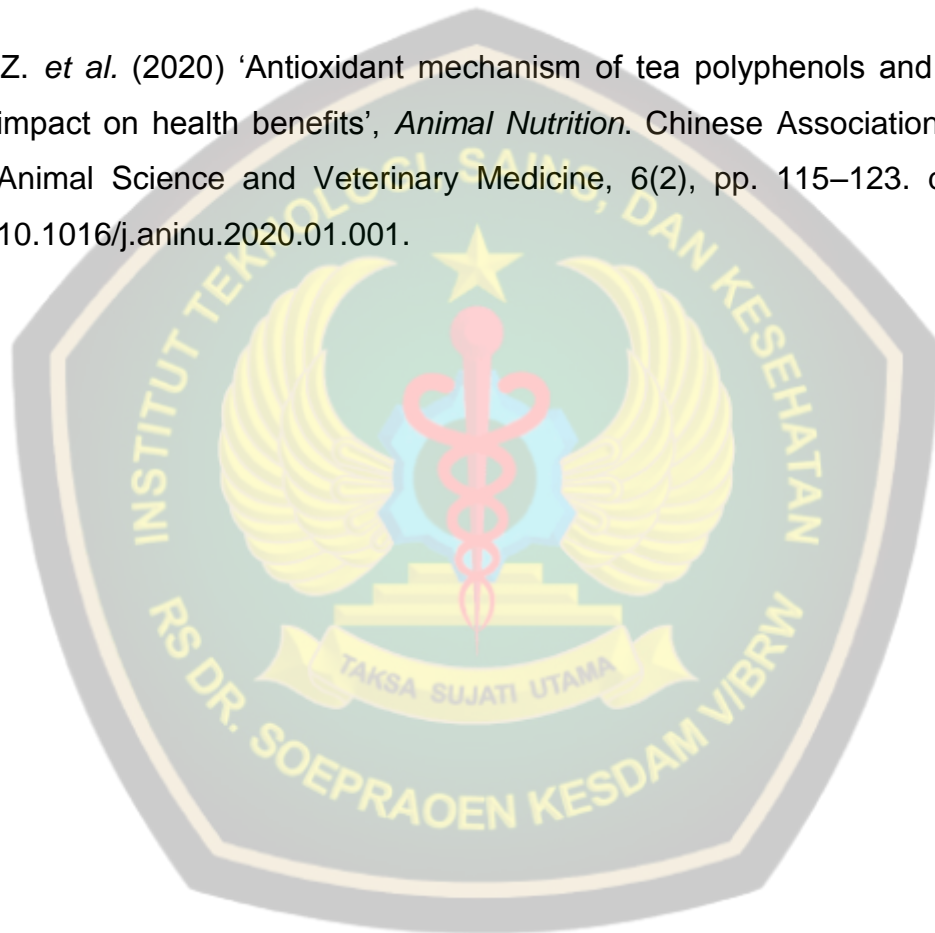 Z. et al. (2020) ‘Antioxidant mechanism of tea polyphenols and
impact on health benefits’, Animal Nutrition. Chinese Association
Animal Science and Veterinary Medicine, 6(2), pp. 115–123.
10.1016/j.aninu.2020.01.001.
INSTITUT TEKNOLOGI, SAINS, DAN KESEHATAN
TAKSA SUJATI UTAMA
RS DR. SOEPRAOEN KESDAM V/BRW